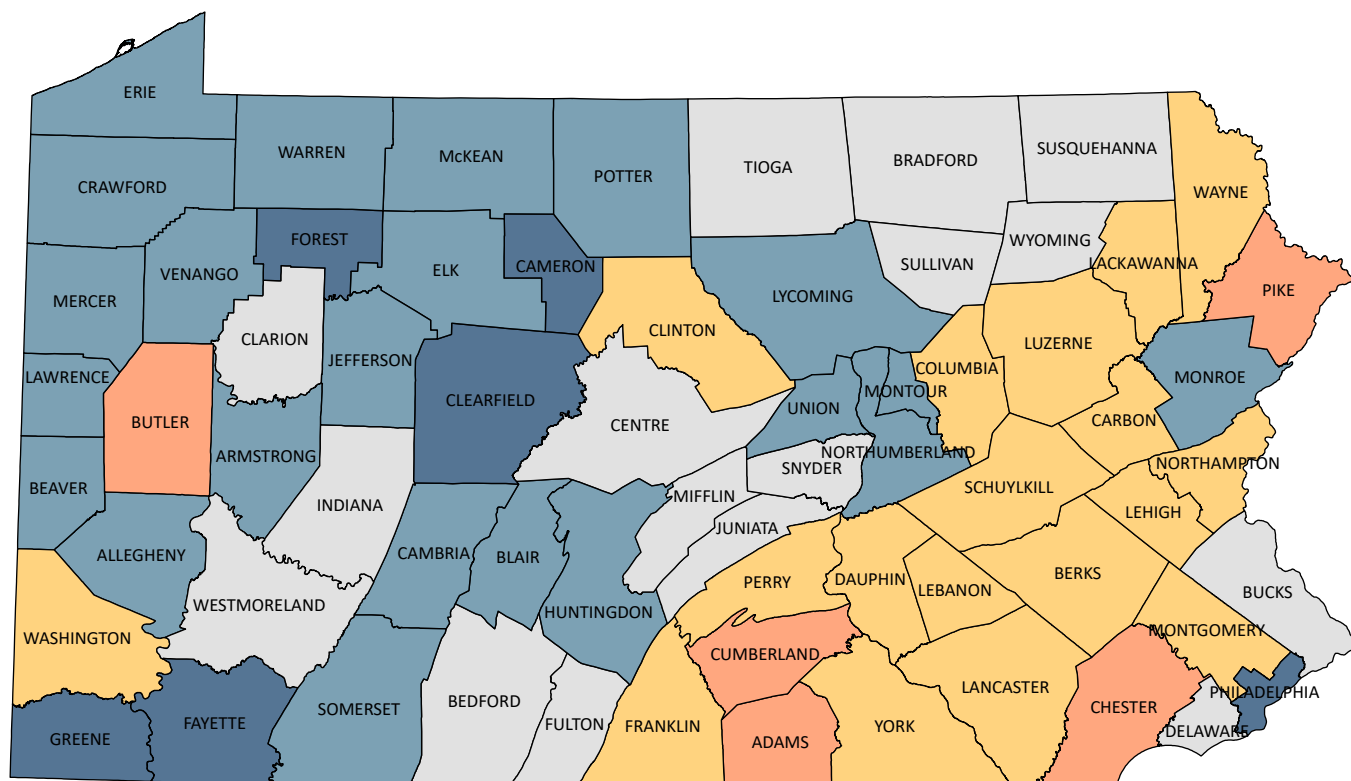 ERIE
WARREN
McKEAN
POTTER
TIOGA
BRADFORD
SUSQUEHANNA
WAYNE
CRAWFORD
FOREST
CAMERON
ELK
VENANGO
MERCER
CLARION
JEFFERSON
LAWRENCE
BUTLER
CLEARFIELD
CLINTON
LYCOMING
SULLIVAN
WYOMING
LACKAWANNA
PIKE
LUZERNE
COLUMBIA
MONROE
MONTOUR
UNION
CENTRE
CARBON
ARMSTRONG
BEAVER
INDIANA
NORTHUMBERLAND
SNYDER
MIFFLIN
JUNIATA
SCHUYLKILL
NORTHAMPTON
LEHIGH
ALLEGHENY
CAMBRIA
BLAIR
HUNTINGDON
PERRY
DAUPHIN
LEBANON
BERKS
BUCKS
WESTMORELAND
WASHINGTON
CUMBERLAND
MONTGOMERY
GREENE
FAYETTE
SOMERSET
BEDFORD
FULTON
FRANKLIN
ADAMS
YORK
LANCASTER
CHESTER
PHILADELPHIA
DELAWARE